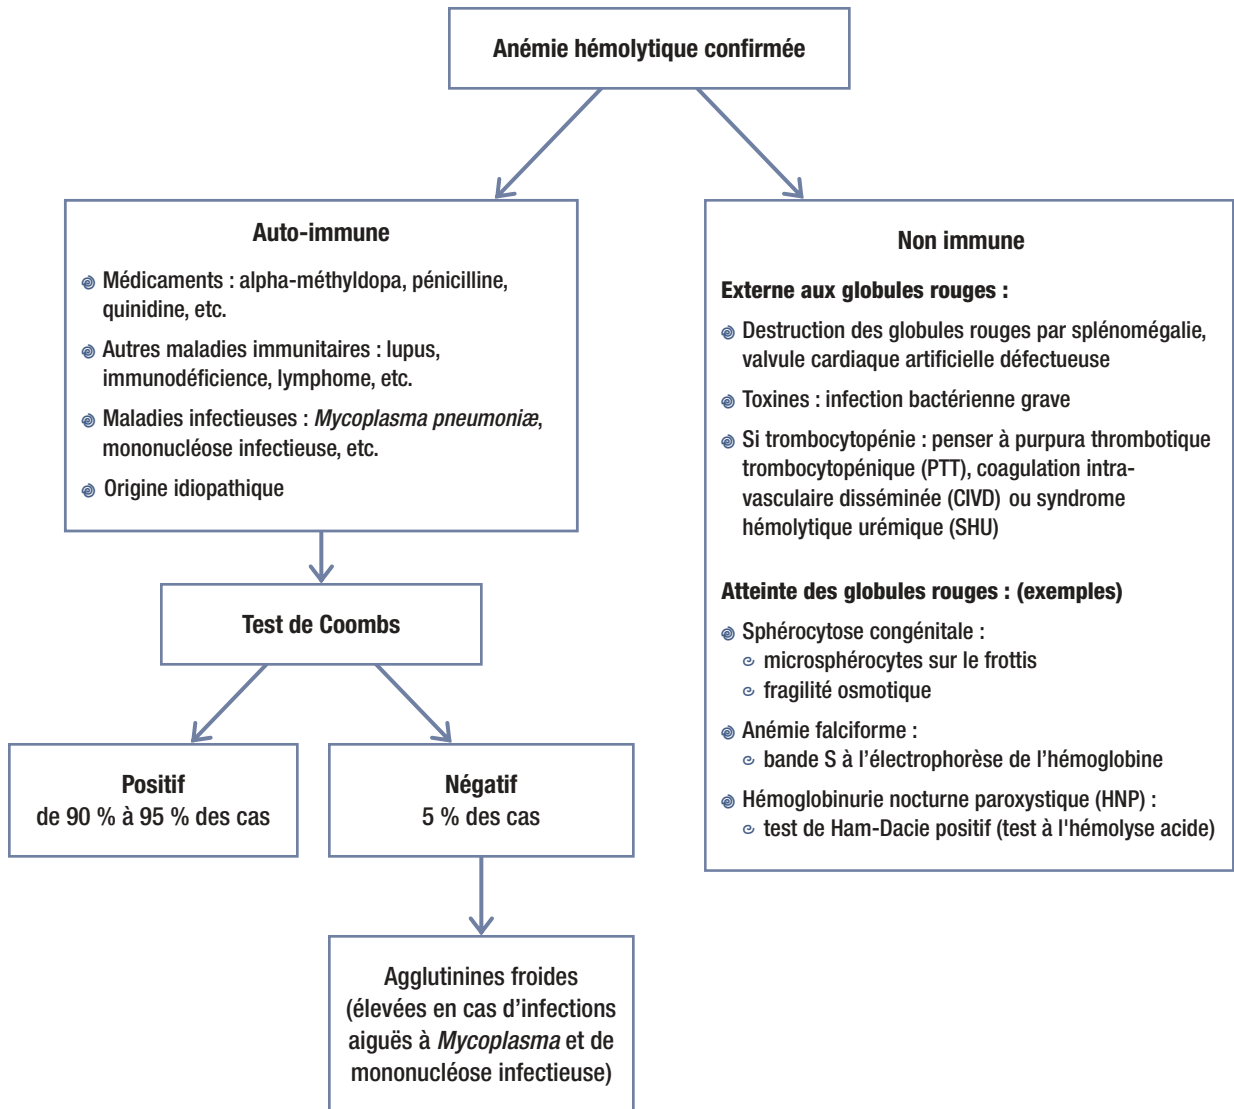 Anémie hémolytique confirmée
Auto-immune
Médicaments : alpha-méthyldopa, pénicilline,
quinidine, etc.
Autres maladies immunitaires : lupus,
immunodéficience, lymphome, etc.
Maladies infectieuses : Mycoplasma pneumoniæ,
mononucléose infectieuse, etc.
Origine idiopathique
Test de Coombs
Positif
de 90 % à 95 % des cas
Négatif
5 % des cas
Agglutinines froides
(élevées en cas d’infections
aiguës à Mycoplasma et de
mononucléose infectieuse)
Non immune
Externe aux globules rouges :
Destruction des globules rouges par splénomégalie,
valvule cardiaque artificielle défectueuse
Toxines : infection bactérienne grave
Si trombocytopénie : penser à purpura thrombotique
trombocytopénique (PTT), coagulation intra-
vasculaire disséminée (CIVD) ou syndrome
hémolytique urémique (SHU)
Atteinte des globules rouges : (exemples)
Sphérocytose congénitale :
microsphérocytes sur le frottis
fragilité osmotique
Anémie falciforme :
bande S à l’électrophorèse de l’hémoglobine
Hémoglobinurie nocturne paroxystique (HNP) :
test de Ham-Dacie positif (test à l'hémolyse acide)